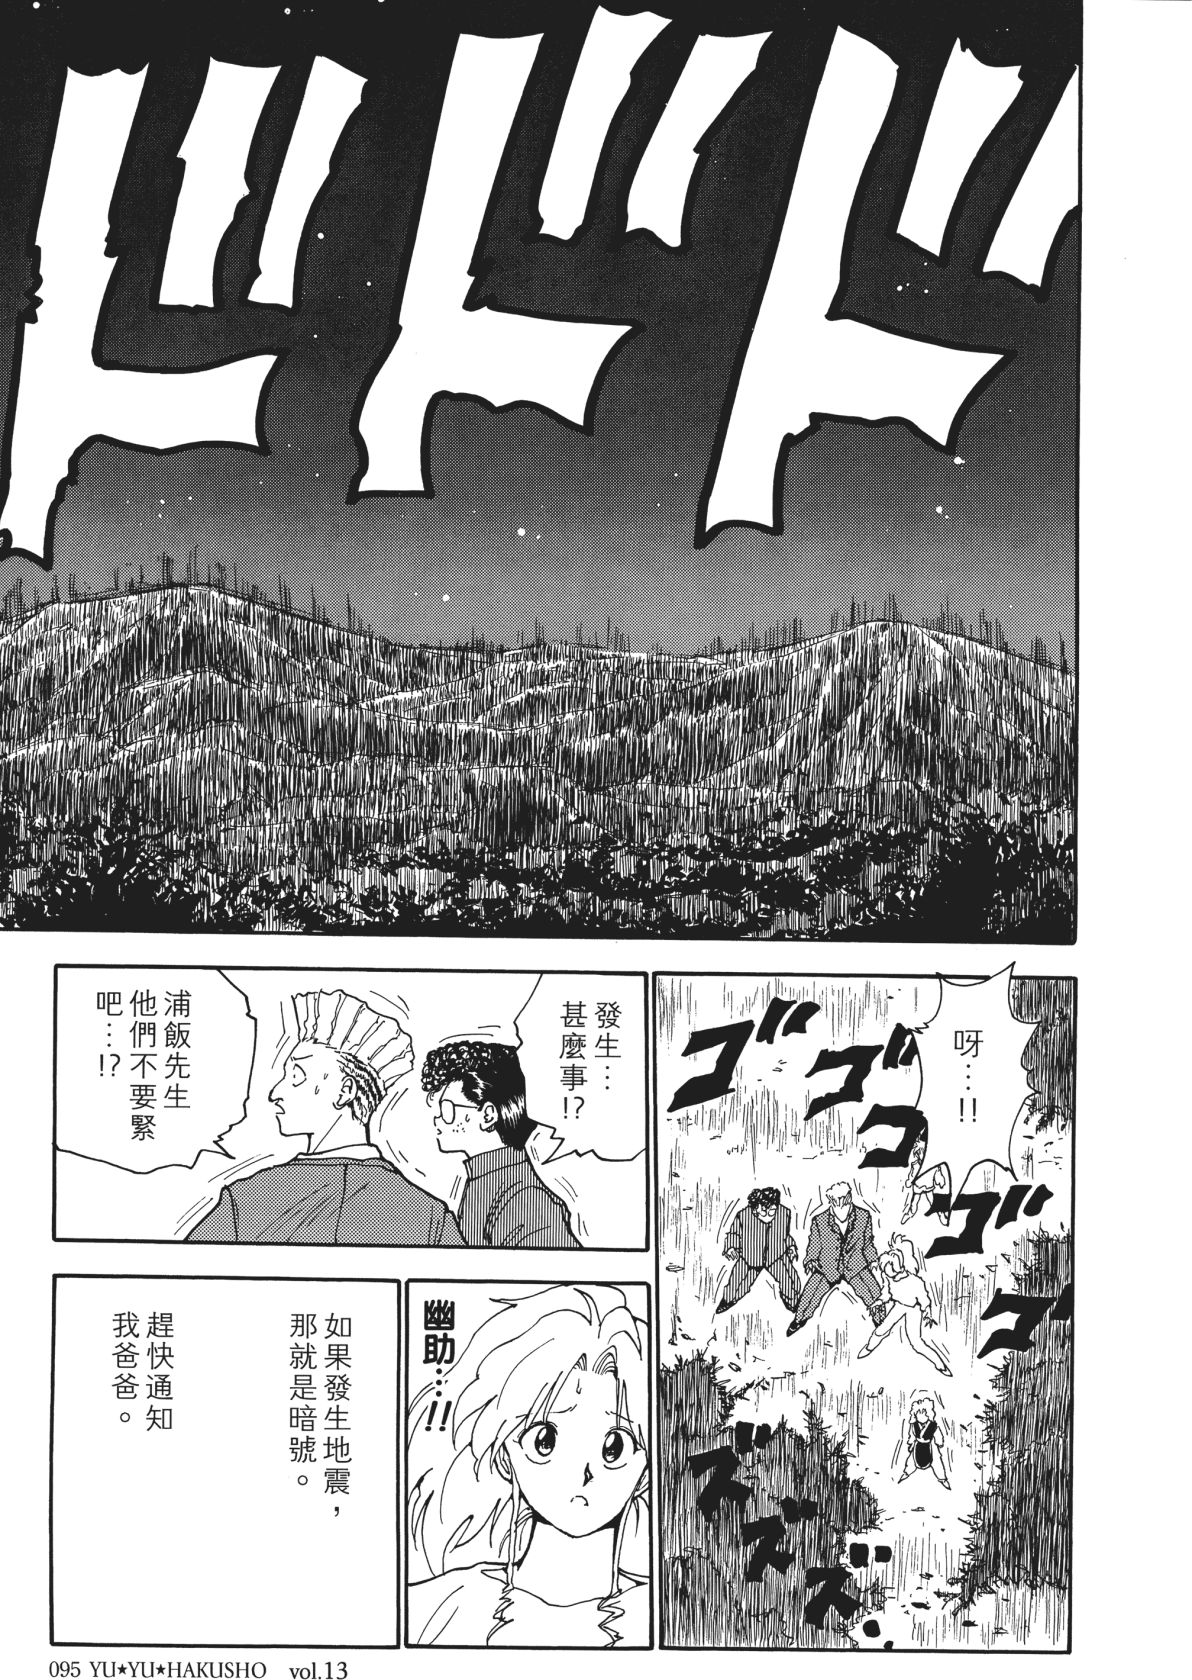 ドドド
呀…!!
ゴゴゴゴゴ
ズズズ
發生…
甚麼事!?
浦飯先生
他們不要緊
吧…!?
幽助…!!
如果發生地震，
那就是暗號。
趕快通知
我爸爸。
095 YU★YU★HAKUSHO vol.13